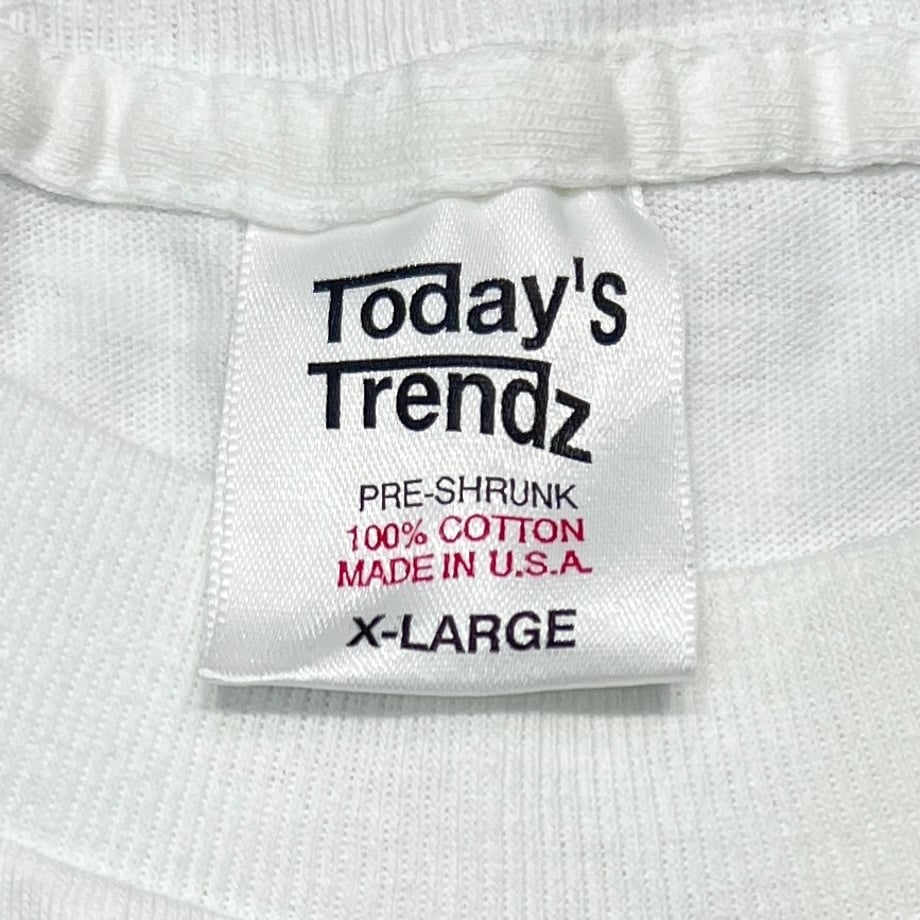 Today's
Trendz
PRE-SHRUNK
100% COTTON
MADE IN U.S.A.
X-LARGE